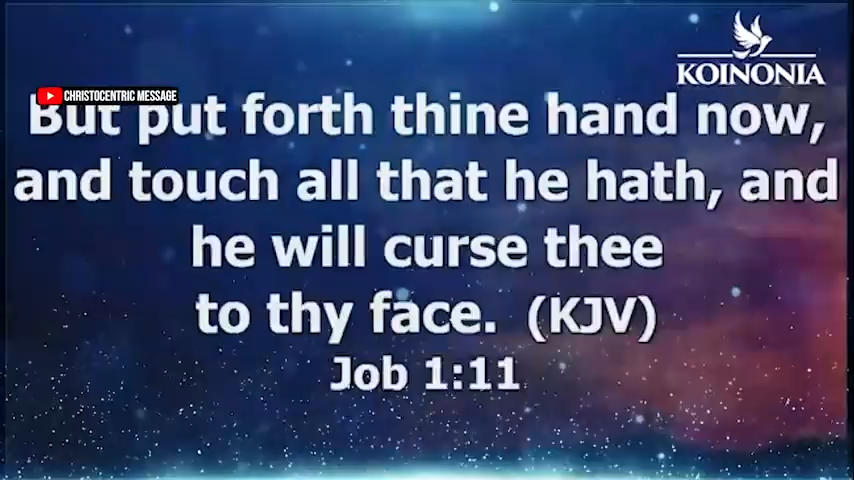 KOINONIA
CHRISTOCENTRIC MESSAGE
But put forth thine hand now,
and touch all that he hath, and
he will curse thee
to thy face. (KJV)
Job 1:11